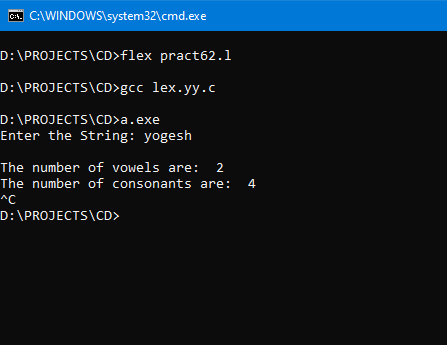 C:\WINDOWS\system32\cmd.exe
D:\PROJECTS\CD>flex pract62.l
D:\PROJECTS\CD>gcc lex.yy.c
D:\PROJECTS\CD>a.exe
Enter the String: yogesh
The number of vowels are:  2
The number of consonants are:  4
^C
D:\PROJECTS\CD>